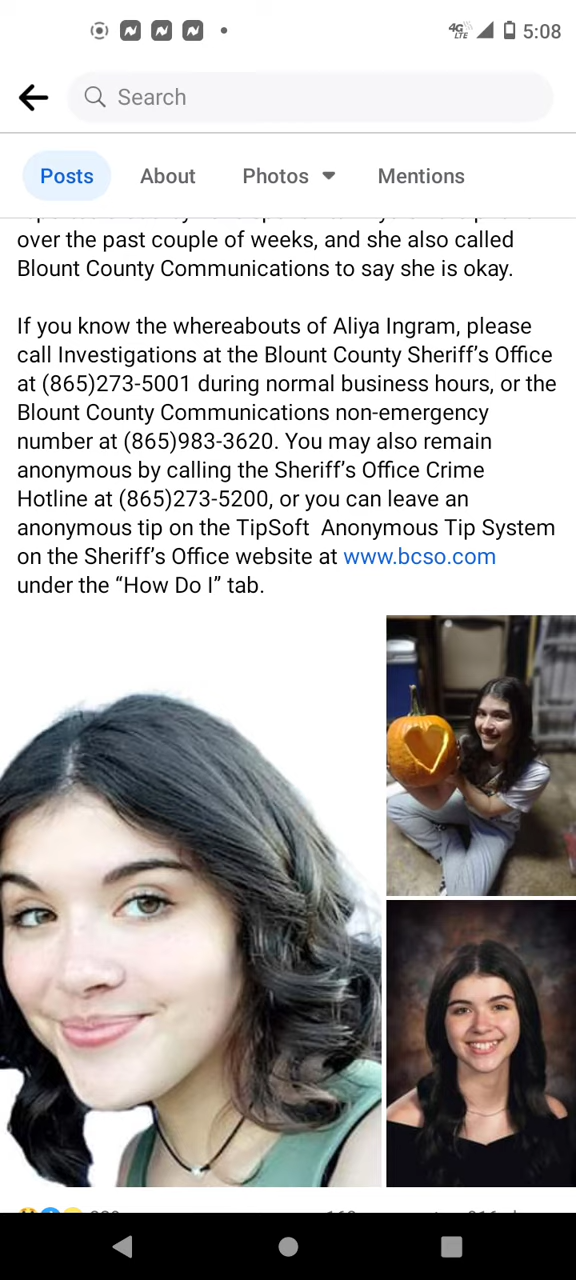 5:08
4G
LTE
Search
Posts
About
Photos
Mentions
over the past couple of weeks, and she also called
Blount County Communications to say she is okay.
If you know the whereabouts of Aliya Ingram, please
call Investigations at the Blount County Sheriff’s Office
at (865)273-5001 during normal business hours, or the
Blount County Communications non-emergency
number at (865)983-3620. You may also remain
anonymous by calling the Sheriff’s Office Crime
Hotline at (865)273-5200, or you can leave an
anonymous tip on the TipSoft  Anonymous Tip System
on the Sheriff’s Office website at www.bcso.com
under the “How Do I” tab.